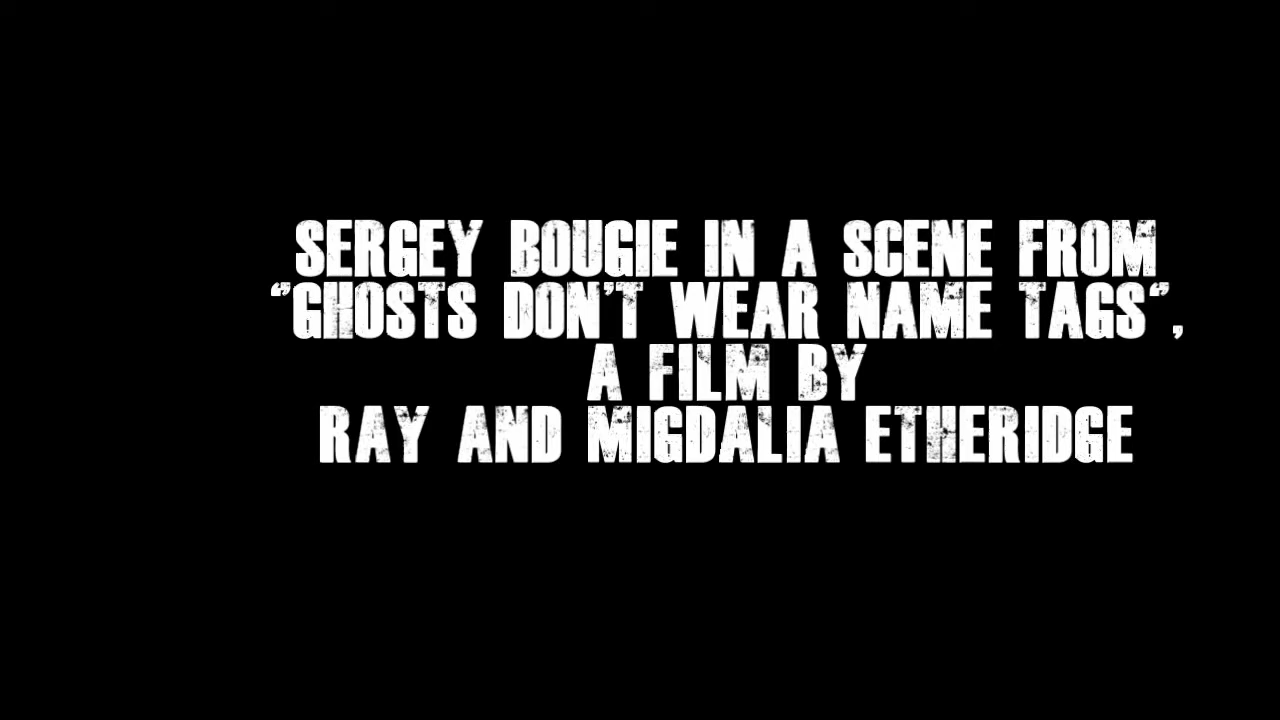 SERGEY BOUGIE IN A SCENE FROM
"GHOSTS DON'T WEAR NAME TAGS",
A FILM BY
RAY AND MIGDALIA ETHERIDGE